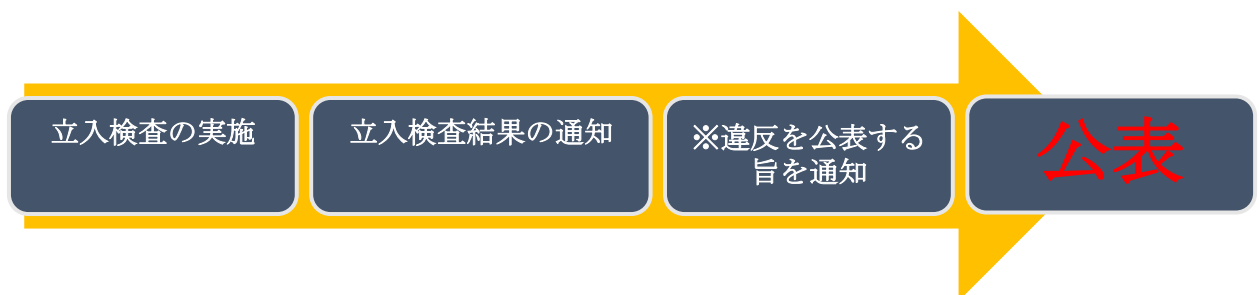 立入検査の実施
立入検査結果の通知
※違反を公表する
旨を通知
公表